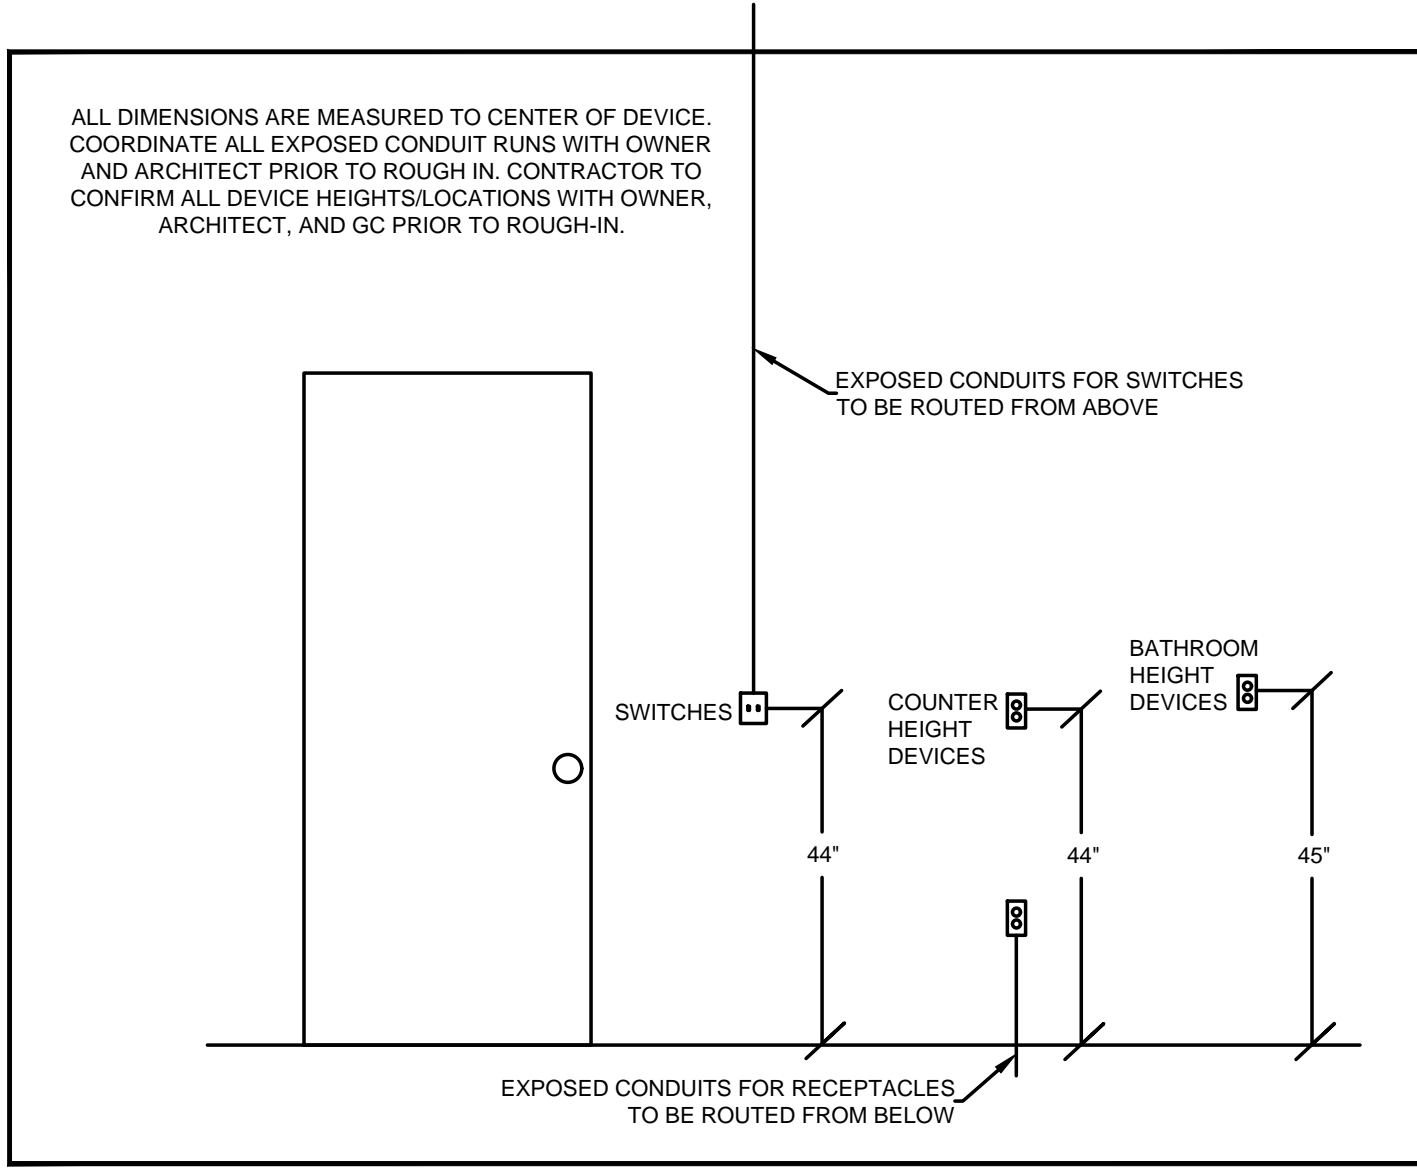 ALL DIMENSIONS ARE MEASURED TO CENTER OF DEVICE.
COORDINATE ALL EXPOSED CONDUIT RUNS WITH OWNER
AND ARCHITECT PRIOR TO ROUGH IN. CONTRACTOR TO
CONFIRM ALL DEVICE HEIGHTS/LOCATIONS WITH OWNER,
ARCHITECT, AND GC PRIOR TO ROUGH-IN.
EXPOSED CONDUITS FOR SWITCHES
TO BE ROUTED FROM ABOVE
SWITCHES
COUNTER
HEIGHT
DEVICES
BATHROOM
HEIGHT
DEVICES
44"
44"
45"
EXPOSED CONDUITS FOR RECEPTACLES
TO BE ROUTED FROM BELOW